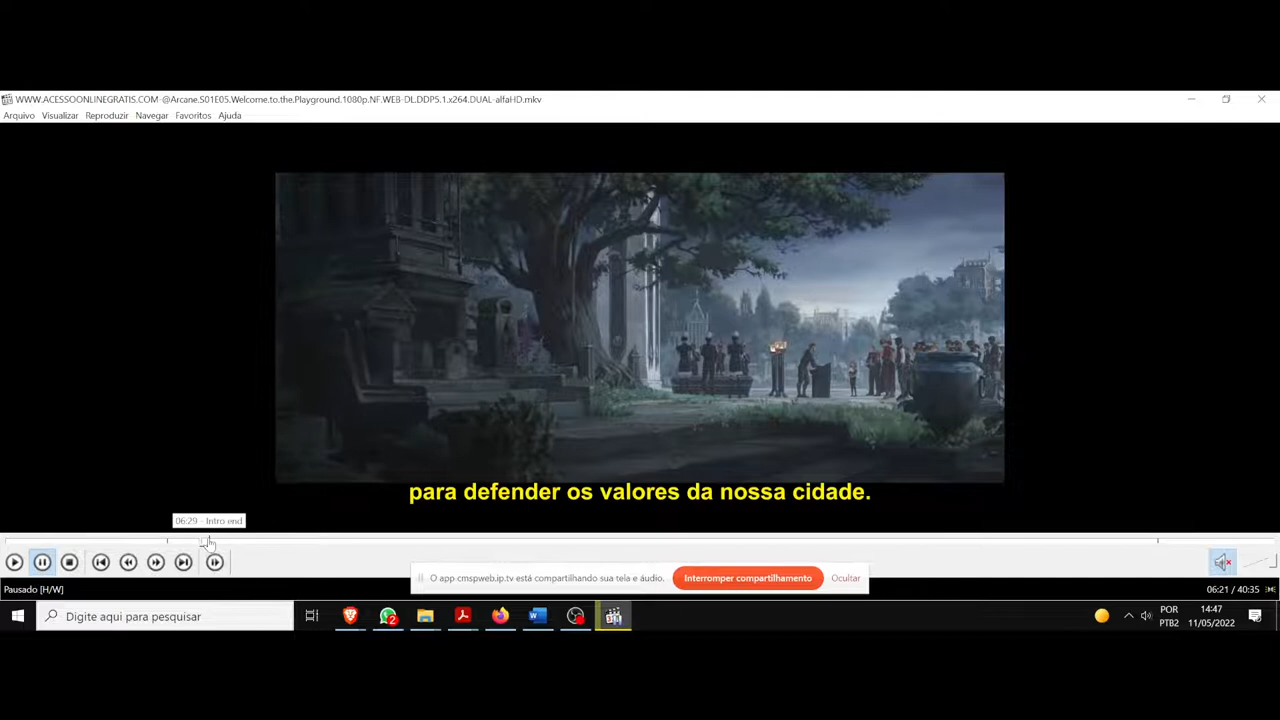 WWW.ACESSOONLINEGRATIS.COM -@Arcane.S01E05.Welcome.to.the.Playground.1080p.NF.WEB-DL.DDP5.1.x264.DUAL-alfaHD.mkv
Arquivo Visualizar Reproduzir Navegar Favoritos Ajuda
para defender os valores da nossa cidade.
06:29 - Intro end
O app cmspweb.ip.tv está compartilhando sua tela e áudio. Interromper compartilhamento Ocultar
Pausado [H/W] 06:21 / 40:35
Digite aqui para pesquisar 2 POR 14:47
PTB2 11/05/2022